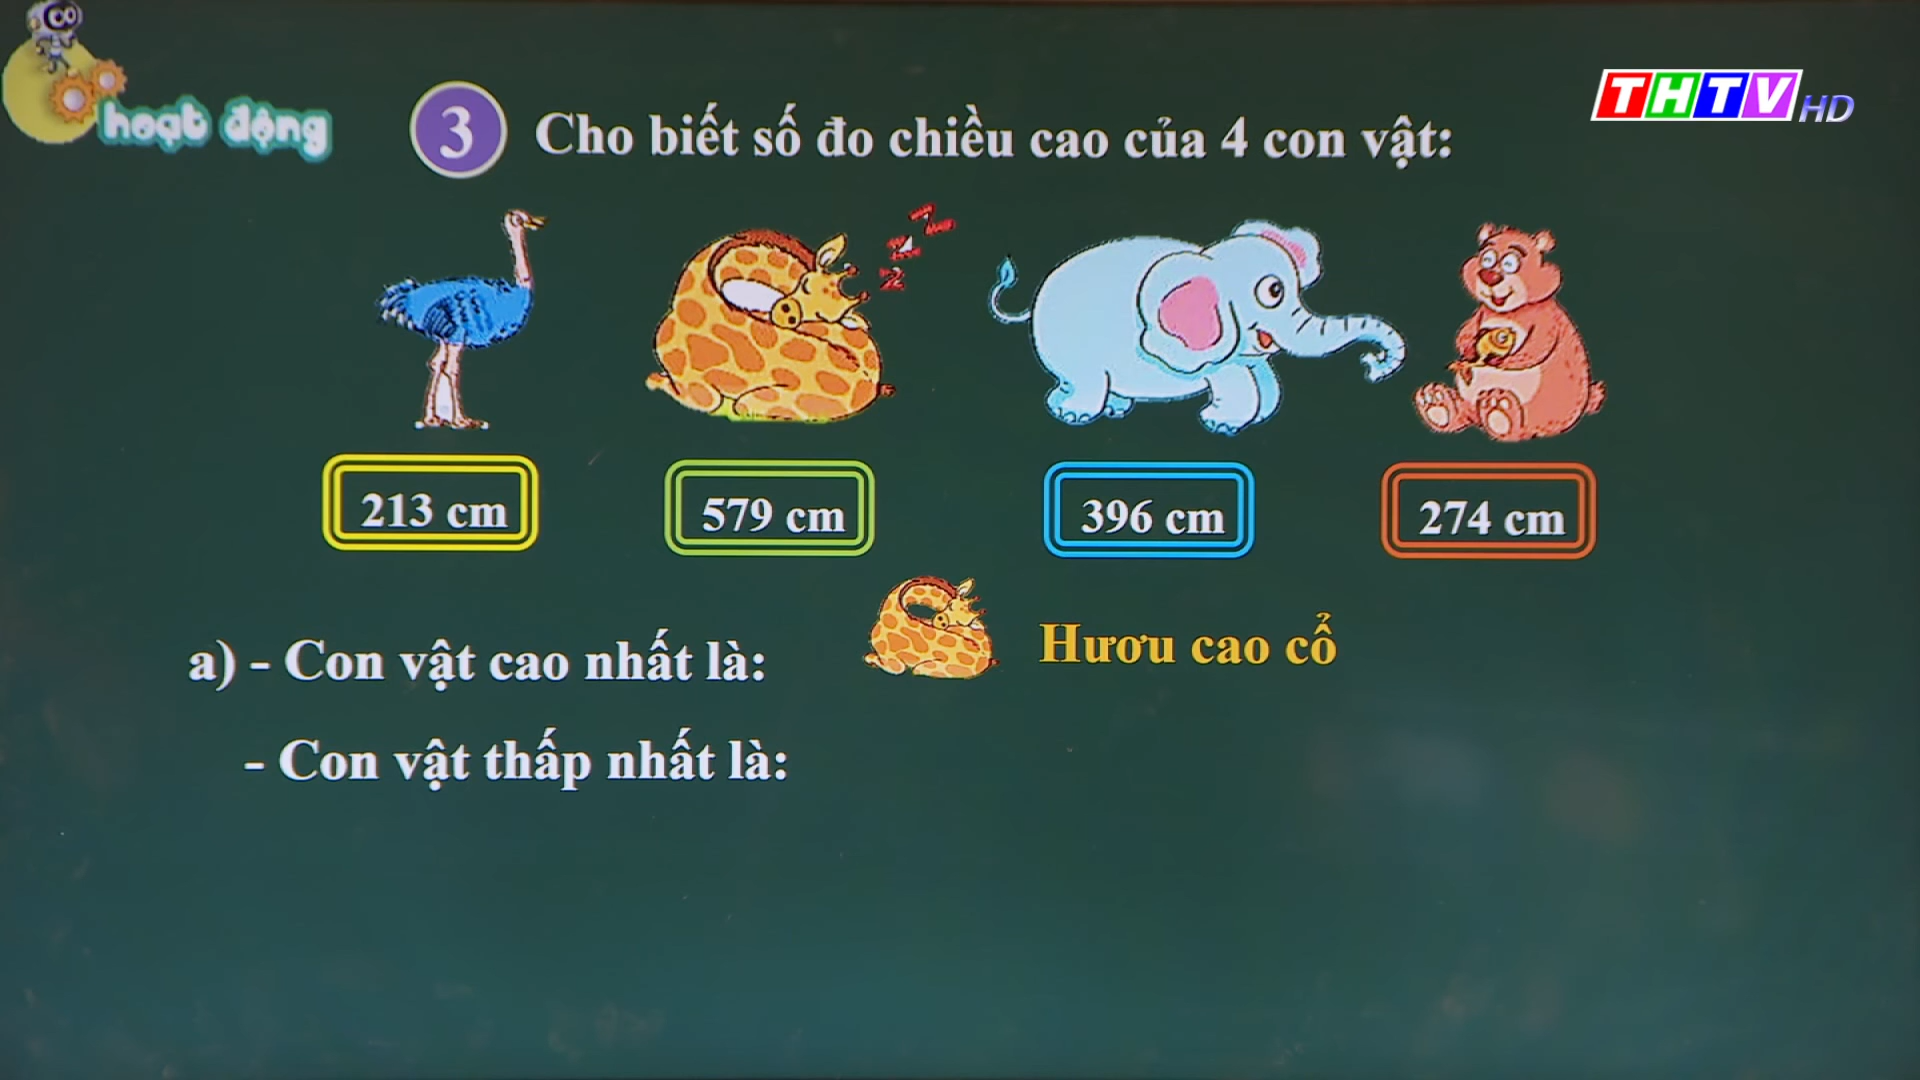 hoạt động
THTV HD
3 Cho biết số đo chiều cao của 4 con vật:
z z z
213 cm 579 cm 396 cm 274 cm
a) - Con vật cao nhất là: Hươu cao cổ
- Con vật thấp nhất là: